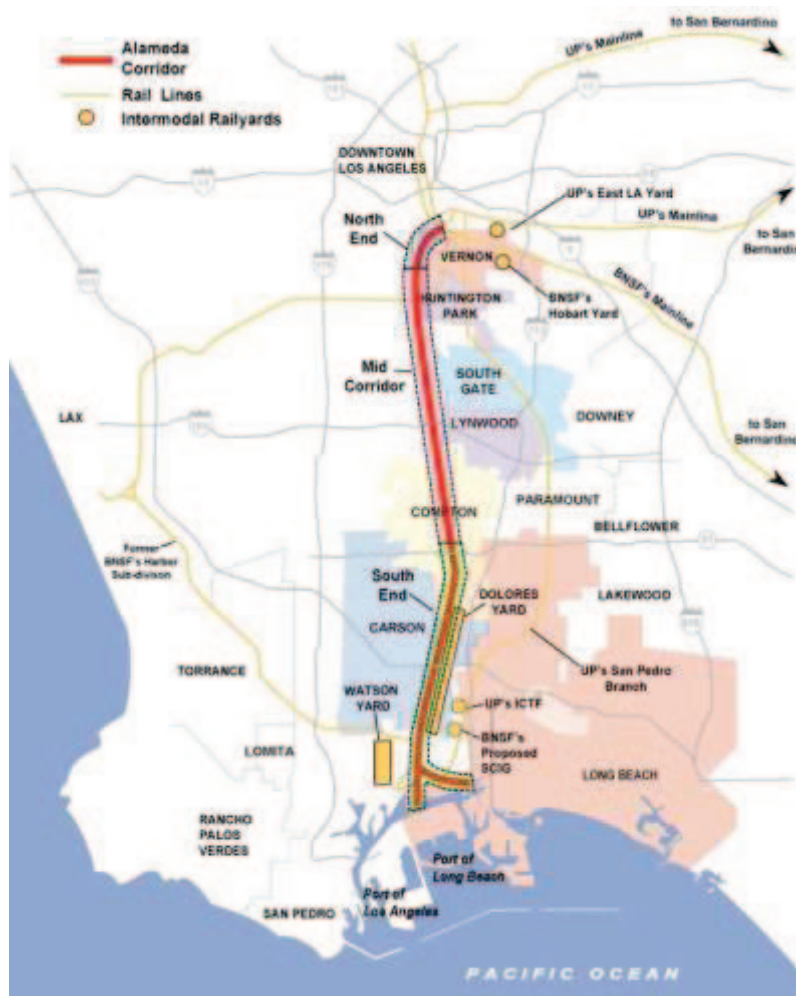 Alameda
Corridor
Rail Lines
Intermodal Railyards
to San Bernardino
UP's Mainline
DOWNTOWN
LOS ANGELES
UP's East LA Yard
North
End
UP's Mainline
VERNON
to San
Bernardino
HUNTINGTON
PARK
BNSF's
Hobart Yard
BNSF's Mainline
Mid
Corridor
SOUTH
GATE
LAX
LYNWOOD
DOWNEY
to San
Bernardino
COMPTON
PARAMOUNT
BELLFLOWER
Former
BNSF's Harbor
Sub-divison
South
End
DOLORES
YARD
LAKEWOOD
CARSON
TORRANCE
UP's San Pedro
Branch
WATSON
YARD
UP's ICTF
BNSF's
Proposed
SCIG
LOMITA
LONG BEACH
RANCHO
PALOS
VERDES
Port of
Long Beach
Port of
Los Angeles
SAN PEDRO
PACIFIC OCEAN